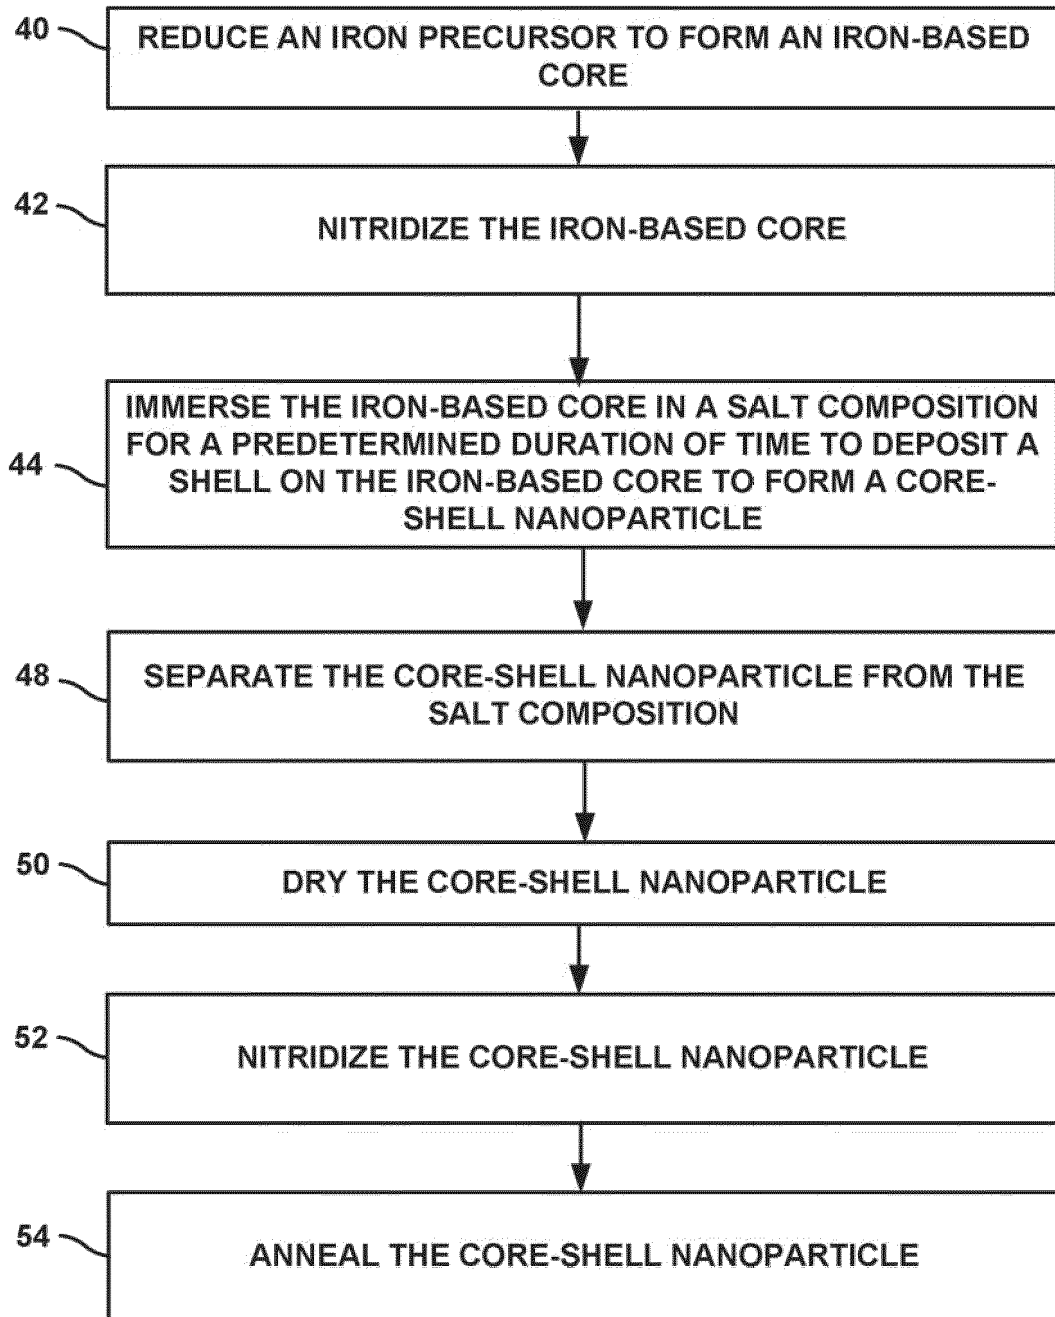 40
REDUCE AN IRON PRECURSOR TO FORM AN IRON-BASED
CORE
42
NITRIDIZE THE IRON-BASED CORE
44
IMMERSE THE IRON-BASED CORE IN A SALT COMPOSITION
FOR A PREDETERMINED DURATION OF TIME TO DEPOSIT A
SHELL ON THE IRON-BASED CORE TO FORM A CORE-
SHELL NANOPARTICLE
48
SEPARATE THE CORE-SHELL NANOPARTICLE FROM THE
SALT COMPOSITION
50
DRY THE CORE-SHELL NANOPARTICLE
52
NITRIDIZE THE CORE-SHELL NANOPARTICLE
54
ANNEAL THE CORE-SHELL NANOPARTICLE